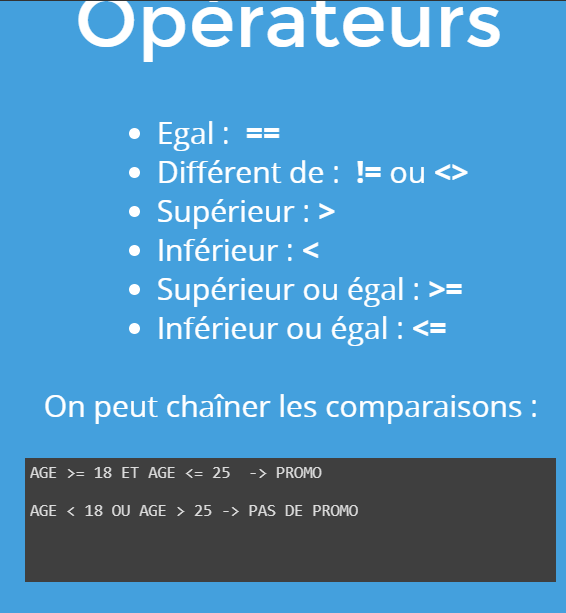 Opérateurs
Egal : ==
Différent de : != ou <>
Supérieur : >
Inférieur : <
Supérieur ou égal : >=
Inférieur ou égal : <=
On peut chaîner les comparaisons :
AGE >= 18 ET AGE <= 25 -> PROMO
AGE < 18 OU AGE > 25 -> PAS DE PROMO